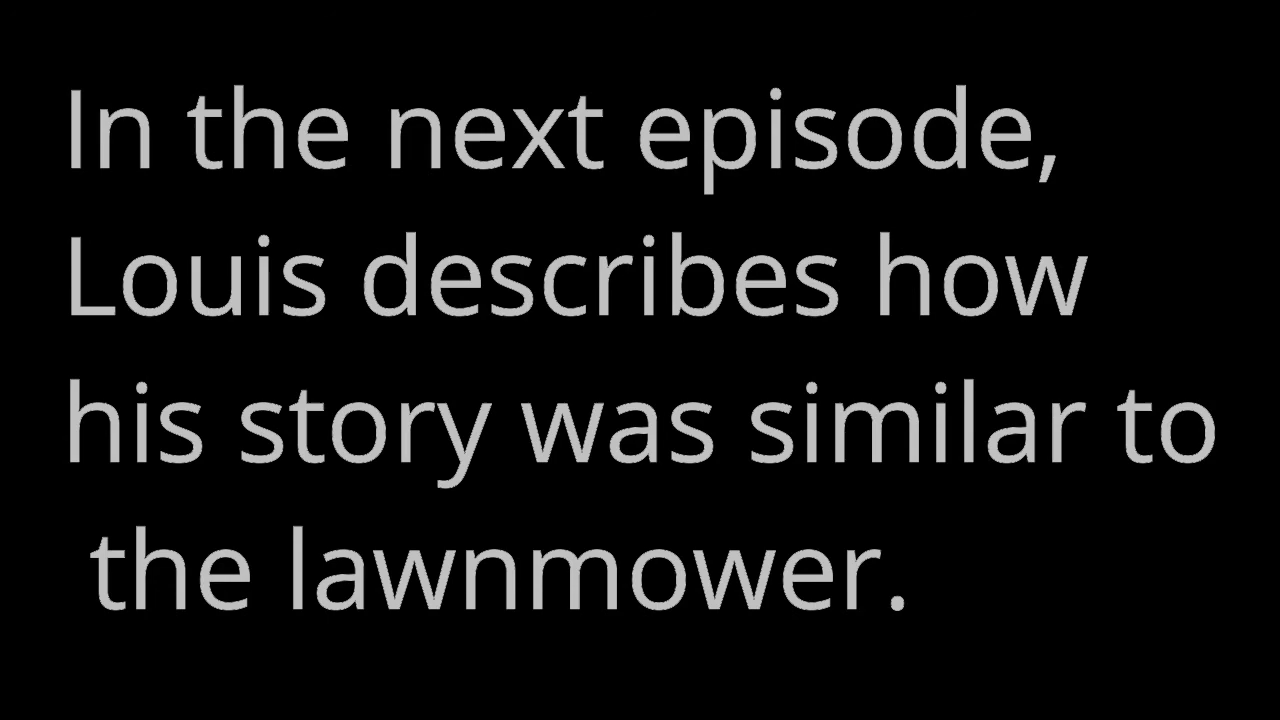 In the next episode,
Louis describes how
his story was similar to
the lawnmower.